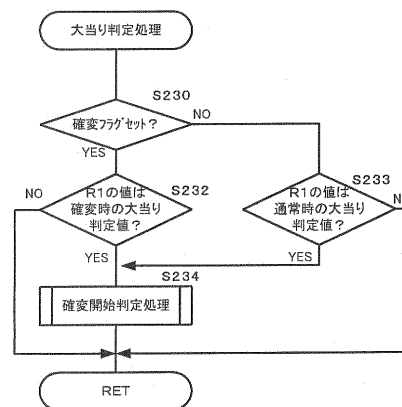 大当り判定処理
S230
確変フラグセット?
NO
YES
S232
NO
R1の値は
確変時の大当り
判定値?
S233
R1の値は
通常時の大当り
判定値?
N
YES
YES
S234
確変開始判定処理
RET